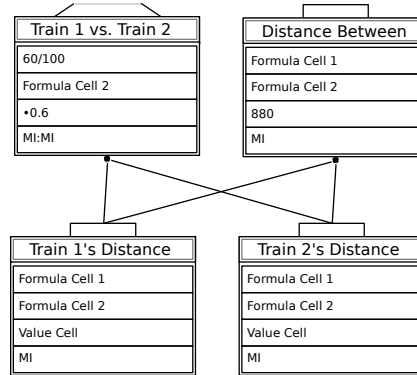 Train 1 vs. Train 2
60/100
Formula Cell 2
•0.6
MI:MI
Distance Between
Formula Cell 1
Formula Cell 2
880
MI
Train 1's Distance
Formula Cell 1
Formula Cell 2
Value Cell
MI
Train 2's Distance
Formula Cell 1
Formula Cell 2
Value Cell
MI